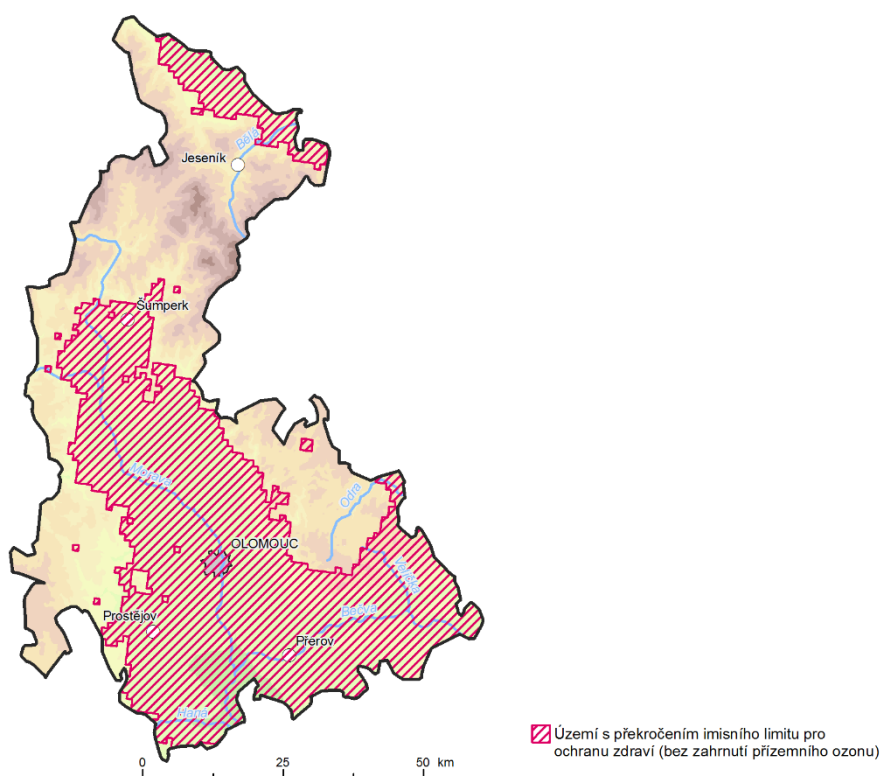 Bělá
Jeseník
Šumperk
Morava
Odra
OLOMOUC
Velička
Bečva
Prostějov
Přerov
Haná
0 25 50 km
Území s překročením imisního limitu pro
ochranu zdraví (bez zahrnutí přízemního ozonu)